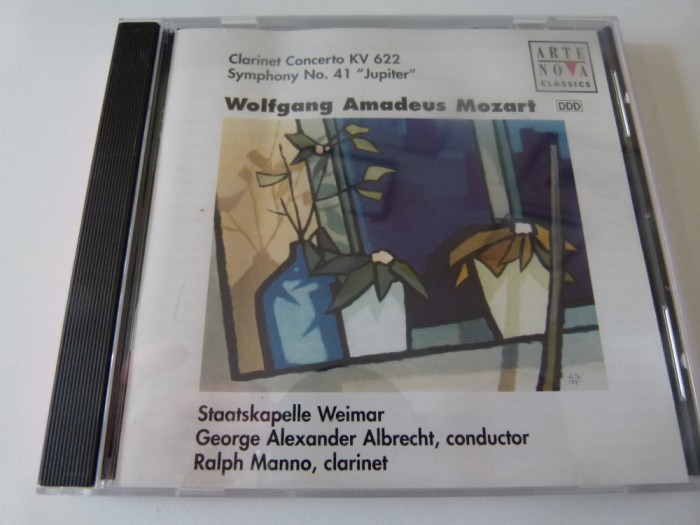 Clarinet Concerto KV 622
Symphony No. 41 "Jupiter"
Wolfgang Amadeus Mozart
DDD
ARTE
NOVA
CLASSICS
Staatskapelle Weimar
George Alexander Albrecht, conductor
Ralph Manno, clarinet